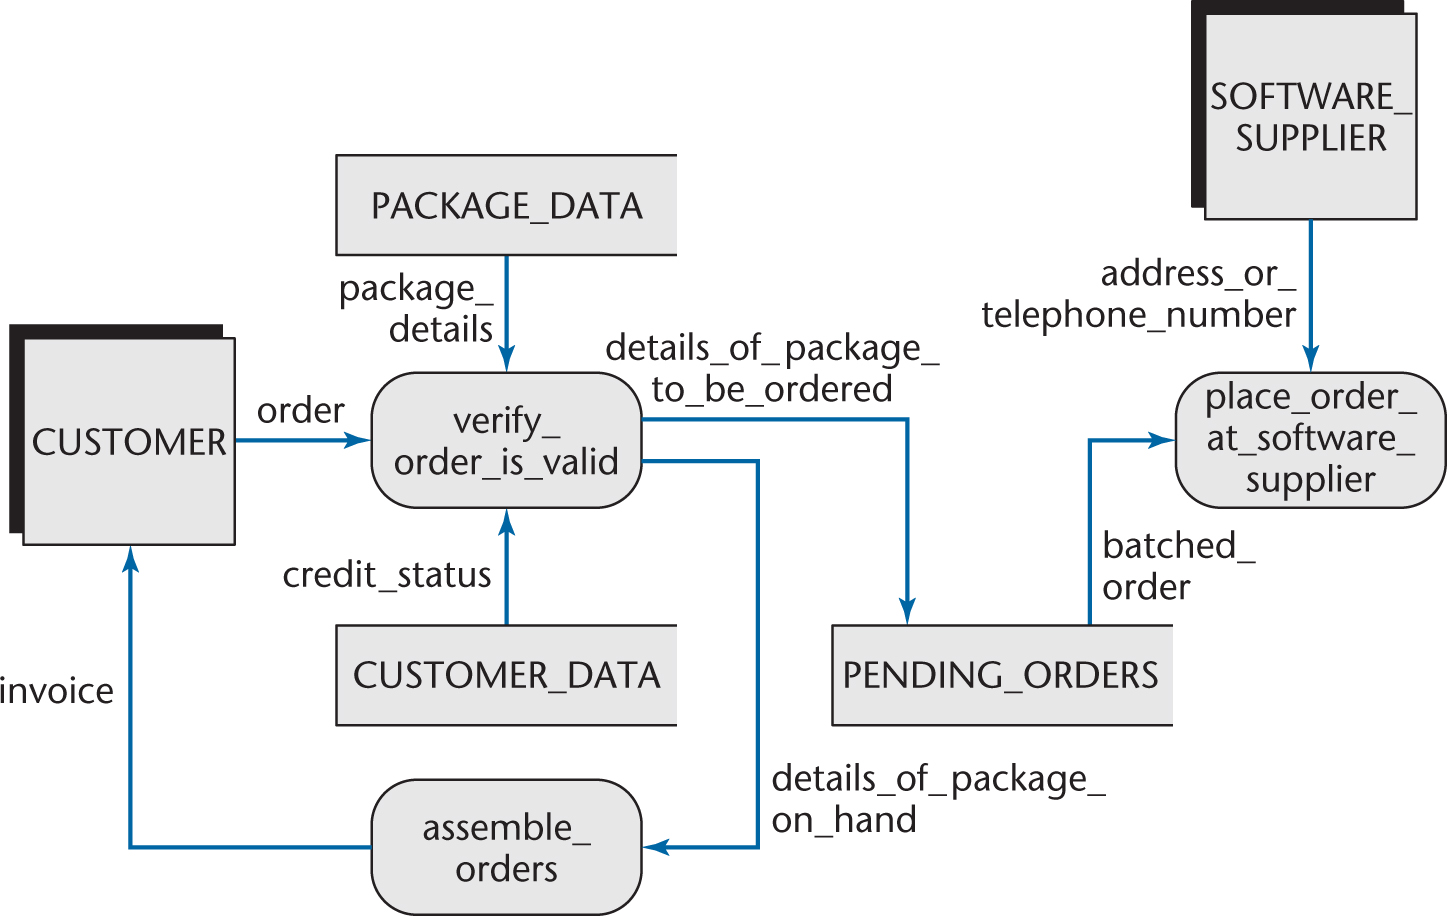 SOFTWARE_
SUPPLIER
PACKAGE_DATA
address_or_
telephone_number
package_
details
details_of_package_
to_be_ordered
order
CUSTOMER
verify_
order_is_valid
place_order_
at_software_
supplier
batched_
order
credit_status
CUSTOMER_DATA
PENDING_ORDERS
invoice
details_of_package_
on_hand
assemble_
orders